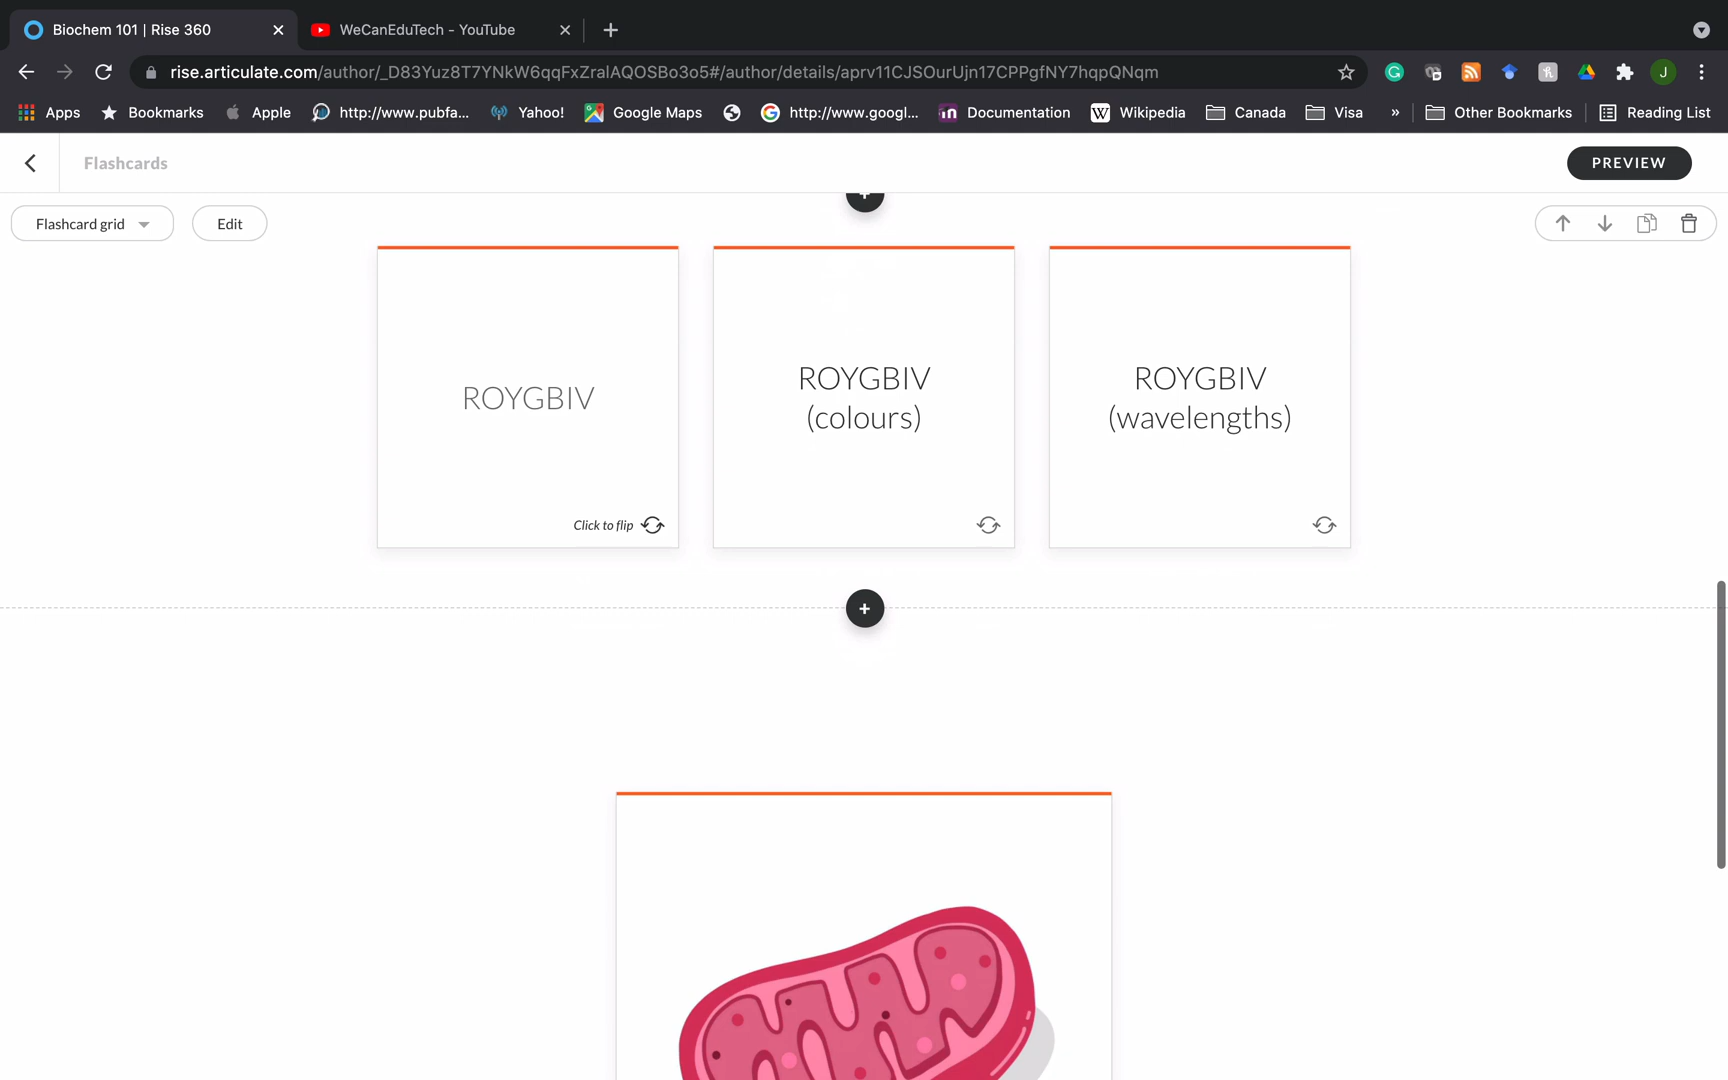 Biochem 101 | Rise 360
WeCanEduTech - YouTube
rise.articulate.com/author/_D83Yuz8T7YNkW6qqFxZralAQOSBo3o5#/author/details/aprv11CJSOurUjn17CPPgfNY7hqpQNqm
J
Apps
Bookmarks
Apple
http://www.pubfa...
Yahoo!
Google Maps
http://www.googl...
Documentation
Wikipedia
Canada
Visa
»
Other Bookmarks
Reading List
Flashcards
PREVIEW
Flashcard grid
Edit
ROYGBIV
Click to flip
ROYGBIV
(colours)
ROYGBIV
(wavelengths)